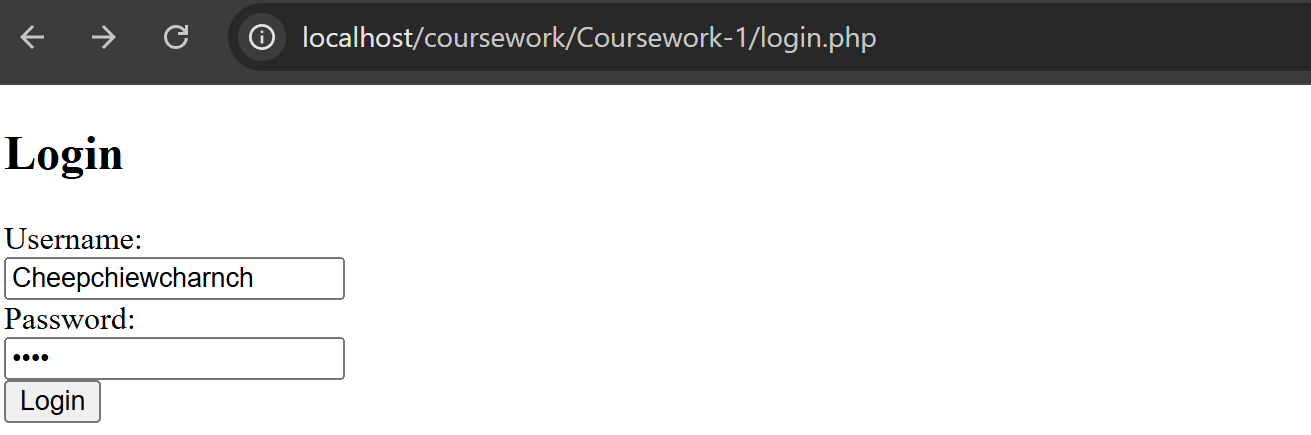 localhost/coursework/Coursework-1/login.php
Login
Username:
Cheepchiewcharnch
Password:
••••
Login